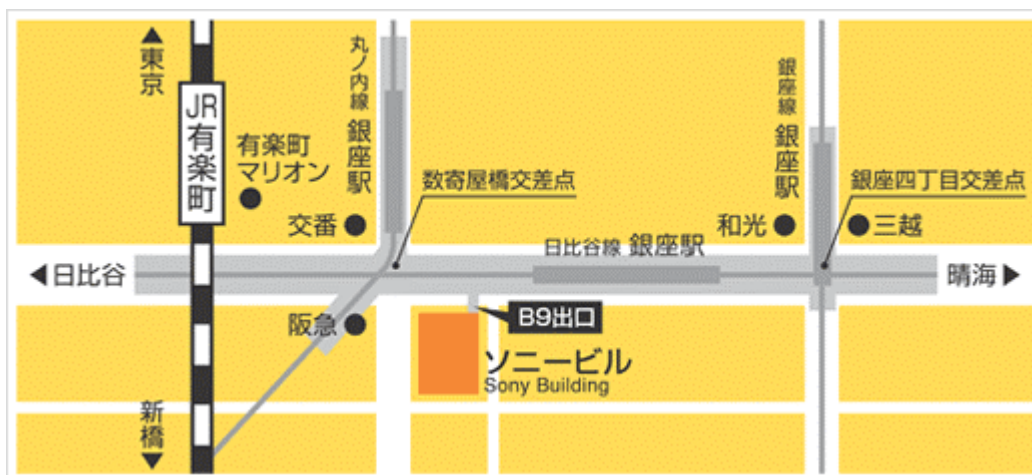 ▲東京
JR有楽町
有楽町
マリオン
丸ノ内線 銀座駅
交番
数寄屋橋交差点
銀座線 銀座駅
和光
銀座四丁目交差点
三越
日比谷線 銀座駅
◀日比谷
晴海▶
阪急
B9出口
ソニービル
Sony Building
新橋▼